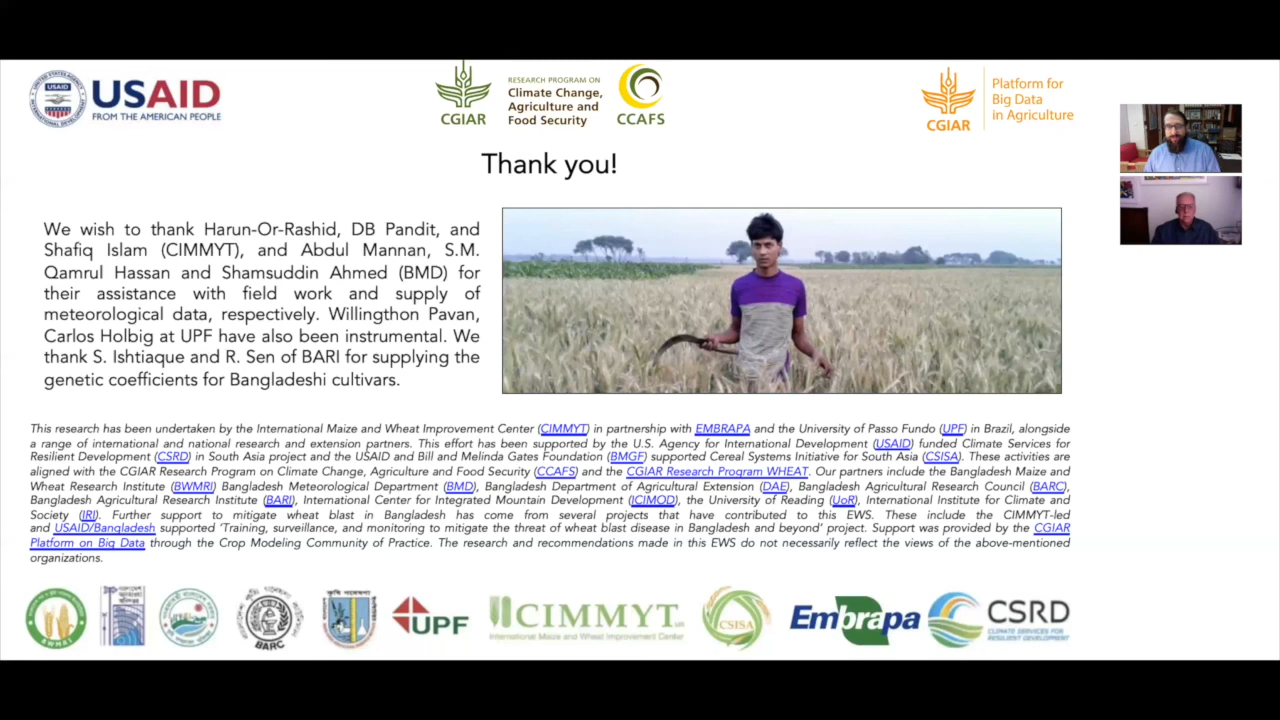 USAID
USAID
FROM THE AMERICAN PEOPLE
CGIAR
RESEARCH PROGRAM ON
Climate Change,
Agriculture and
Food Security
CCAFS
CGIAR
Platform for
Big Data
in Agriculture
Thank you!
We wish to thank Harun-Or-Rashid, DB Pandit, and
Shafiq Islam (CIMMYT), and Abdul Mannan, S.M.
Qamrul Hassan and Shamsuddin Ahmed (BMD) for
their assistance with field work and supply of
meteorological data, respectively. Willingthon Pavan,
Carlos Holbig at UPF have also been instrumental. We
thank S. Ishtiaque and R. Sen of BARI for supplying the
genetic coefficients for Bangladeshi cultivars.
This research has been undertaken by the International Maize and Wheat Improvement Center (CIMMYT) in partnership with EMBRAPA and the University of Passo Fundo (UPF) in Brazil, alongside
a range of international and national research and extension partners. This effort has been supported by the U.S. Agency for International Development (USAID) funded Climate Services for
Resilient Development (CSRD) in South Asia project and the USAID and Bill and Melinda Gates Foundation (BMGF) supported Cereal Systems Initiative for South Asia (CSISA). These activities are
aligned with the CGIAR Research Program on Climate Change, Agriculture and Food Security (CCAFS) and the CGIAR Research Program WHEAT. Our partners include the Bangladesh Maize and
Wheat Research Institute (BWMRI) Bangladesh Meteorological Department (BMD), Bangladesh Department of Agricultural Extension (DAE), Bangladesh Agricultural Research Council (BARC),
Bangladesh Agricultural Research Institute (BARI), International Center for Integrated Mountain Development (ICIMOD), the University of Reading (UoR), International Institute for Climate and
Society (IRI). Further support to mitigate wheat blast in Bangladesh has come from several projects that have contributed to this EWS. These include the CIMMYT-led
and USAID/Bangladesh supported ‘Training, surveillance, and monitoring to mitigate the threat of wheat blast disease in Bangladesh and beyond’ project. Support was provided by the CGIAR
Platform on Big Data through the Crop Modeling Community of Practice. The research and recommendations made in this EWS do not necessarily reflect the views of the above-mentioned
organizations.
BARC
UPF
CIMMYT
International Maize and Wheat Improvement Center
CSISA
Embrapa
CSRD
CLIMATE SERVICES FOR
RESILIENT DEVELOPMENT